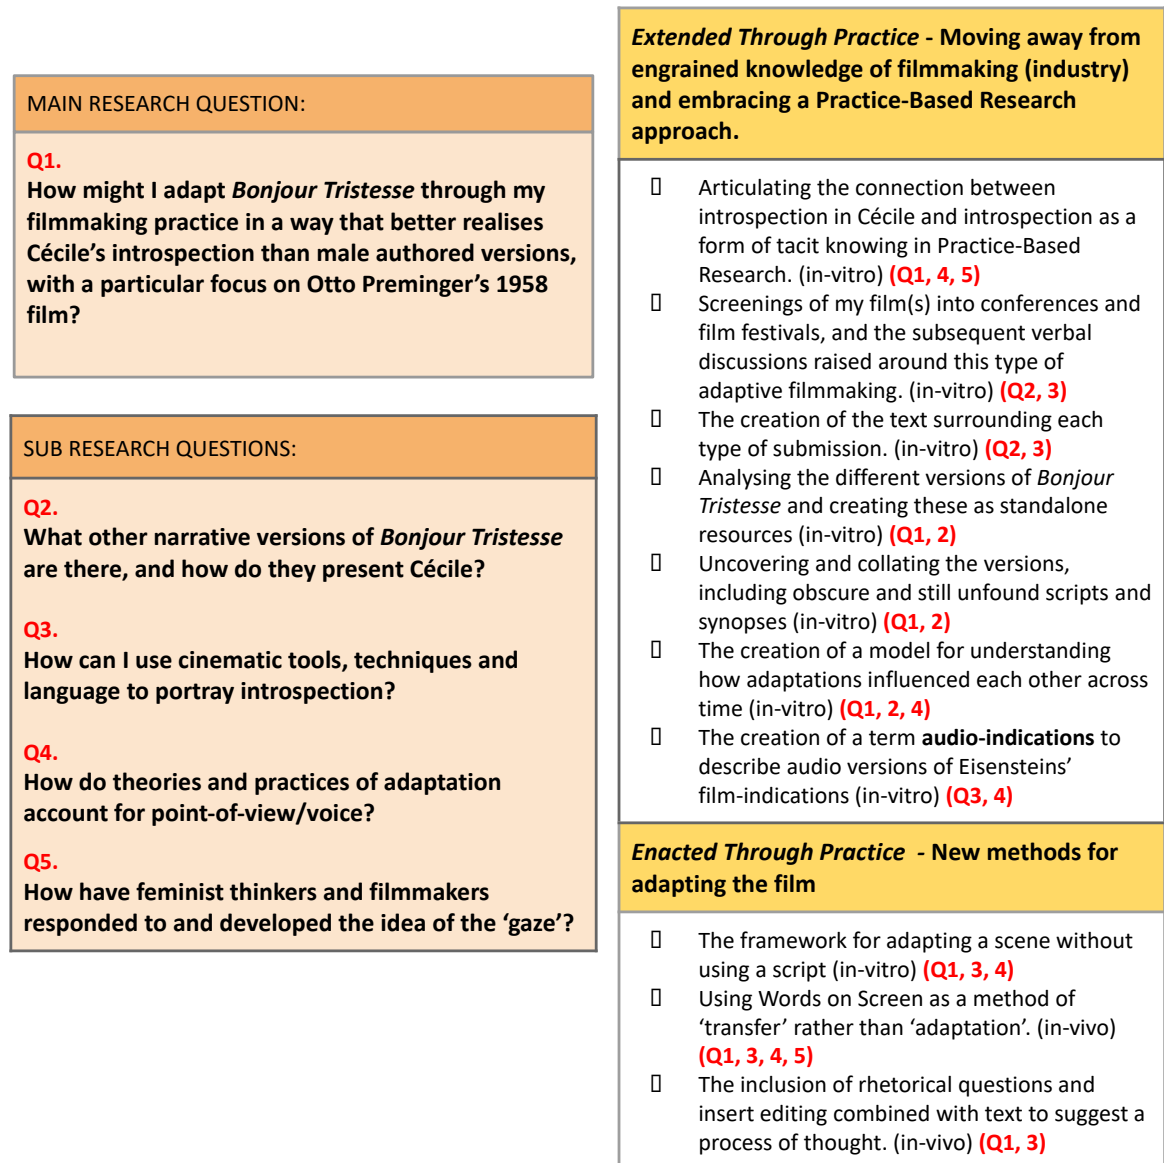 MAIN RESEARCH QUESTION:
Q1.
How might I adapt Bonjour Tristesse through my
filmmaking practice in a way that better realises
Cécile’s introspection than male authored versions,
with a particular focus on Otto Preminger’s 1958
film?
SUB RESEARCH QUESTIONS:
Q2.
What other narrative versions of Bonjour Tristesse
are there, and how do they present Cécile?
Q3.
How can I use cinematic tools, techniques and
language to portray introspection?
Q4.
How do theories and practices of adaptation
account for point-of-view/voice?
Q5.
How have feminist thinkers and filmmakers
responded to and developed the idea of the ‘gaze’?
Extended Through Practice - Moving away from
engrained knowledge of filmmaking (industry)
and embracing a Practice-Based Research
approach.
Articulating the connection between
introspection in Cécile and introspection as a
form of tacit knowing in Practice-Based
Research. (in-vitro) (Q1, 4, 5)
Screenings of my film(s) into conferences and
film festivals, and the subsequent verbal
discussions raised around this type of
adaptive filmmaking. (in-vitro) (Q2, 3)
The creation of the text surrounding each
type of submission. (in-vitro) (Q2, 3)
Analysing the different versions of Bonjour
Tristesse and creating these as standalone
resources (in-vitro) (Q1, 2)
Uncovering and collating the versions,
including obscure and still unfound scripts and
synopses (in-vitro) (Q1, 2)
The creation of a model for understanding
how adaptations influenced each other across
time (in-vitro) (Q1, 2, 4)
The creation of a term audio-indications to
describe audio versions of Eisensteins’
film-indications (in-vitro) (Q3, 4)
Enacted Through Practice - New methods for
adapting the film
The framework for adapting a scene without
using a script (in-vitro) (Q1, 3, 4)
Using Words on Screen as a method of
‘transfer’ rather than ‘adaptation’. (in-vivo)
(Q1, 3, 4, 5)
The inclusion of rhetorical questions and
insert editing combined with text to suggest a
process of thought. (in-vivo) (Q1, 3)